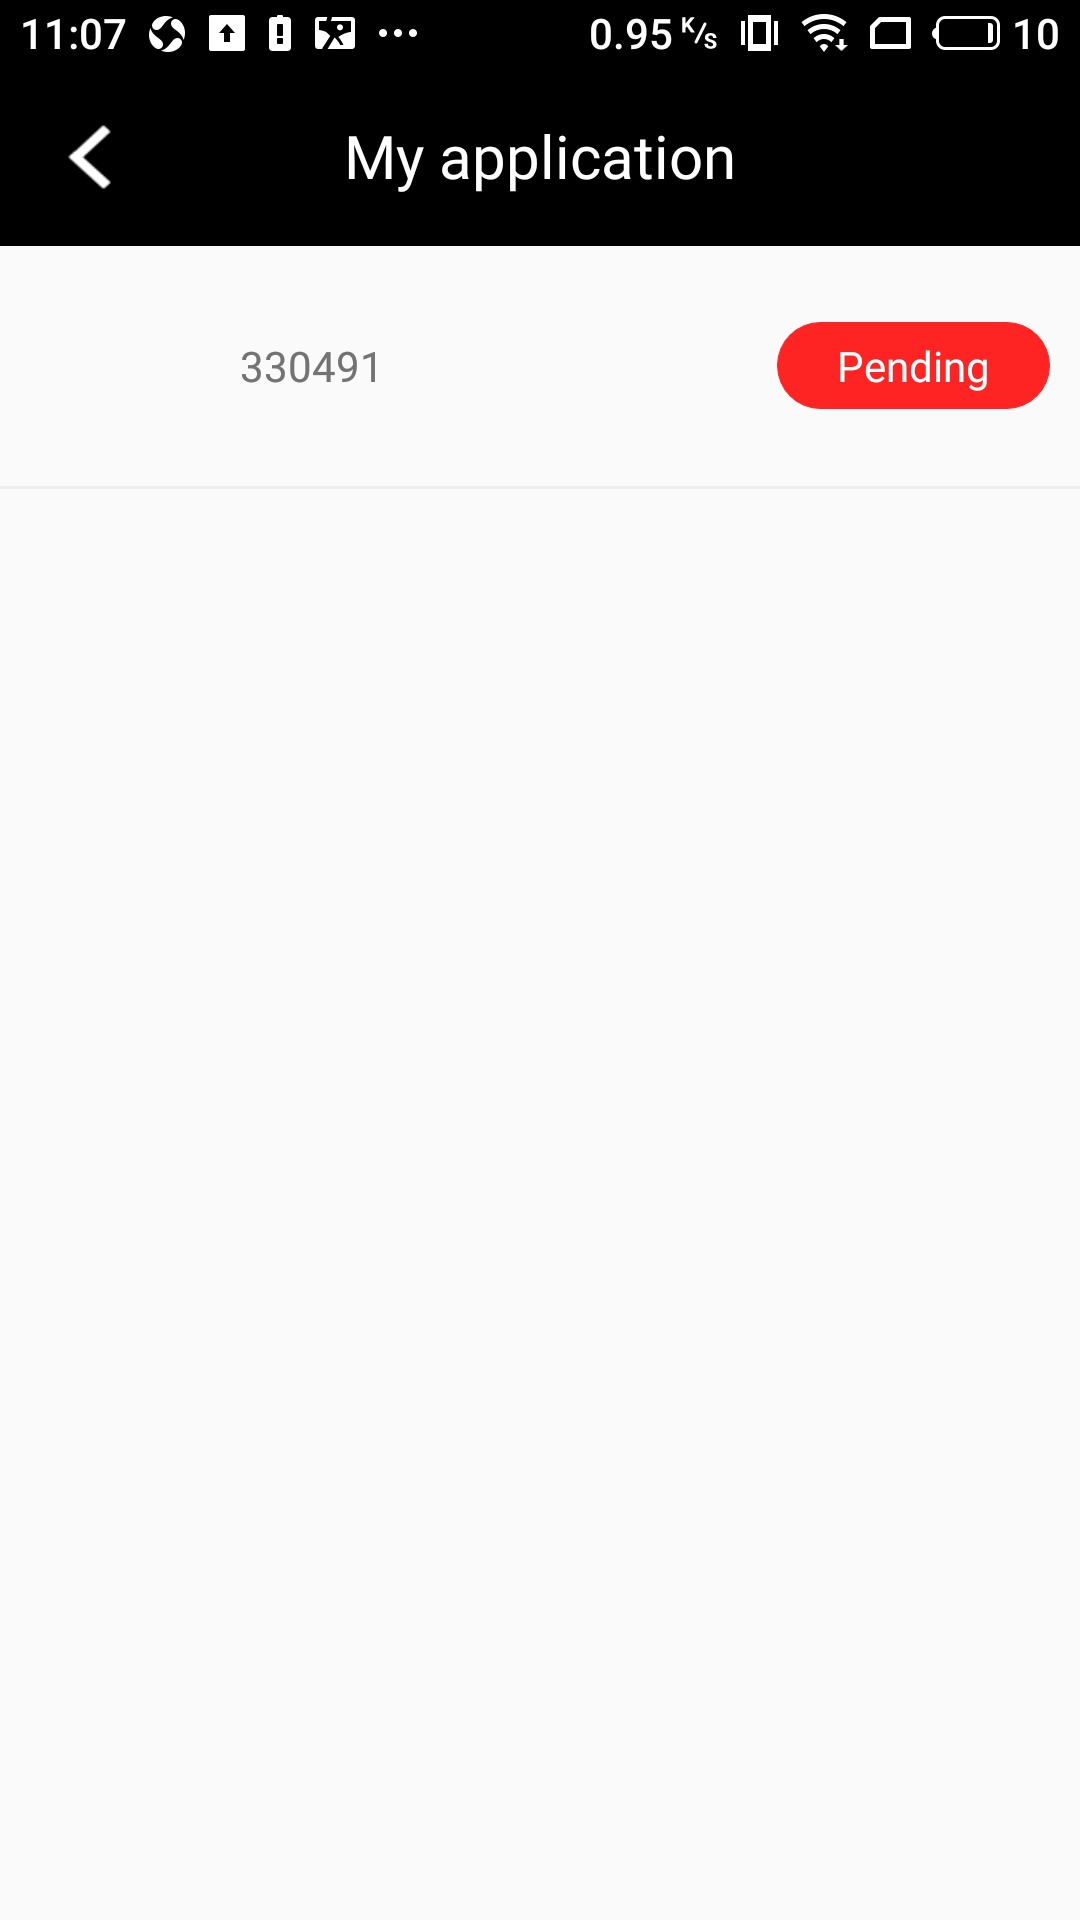 11:07 0.95 K/s 10
My application
330491 Pending